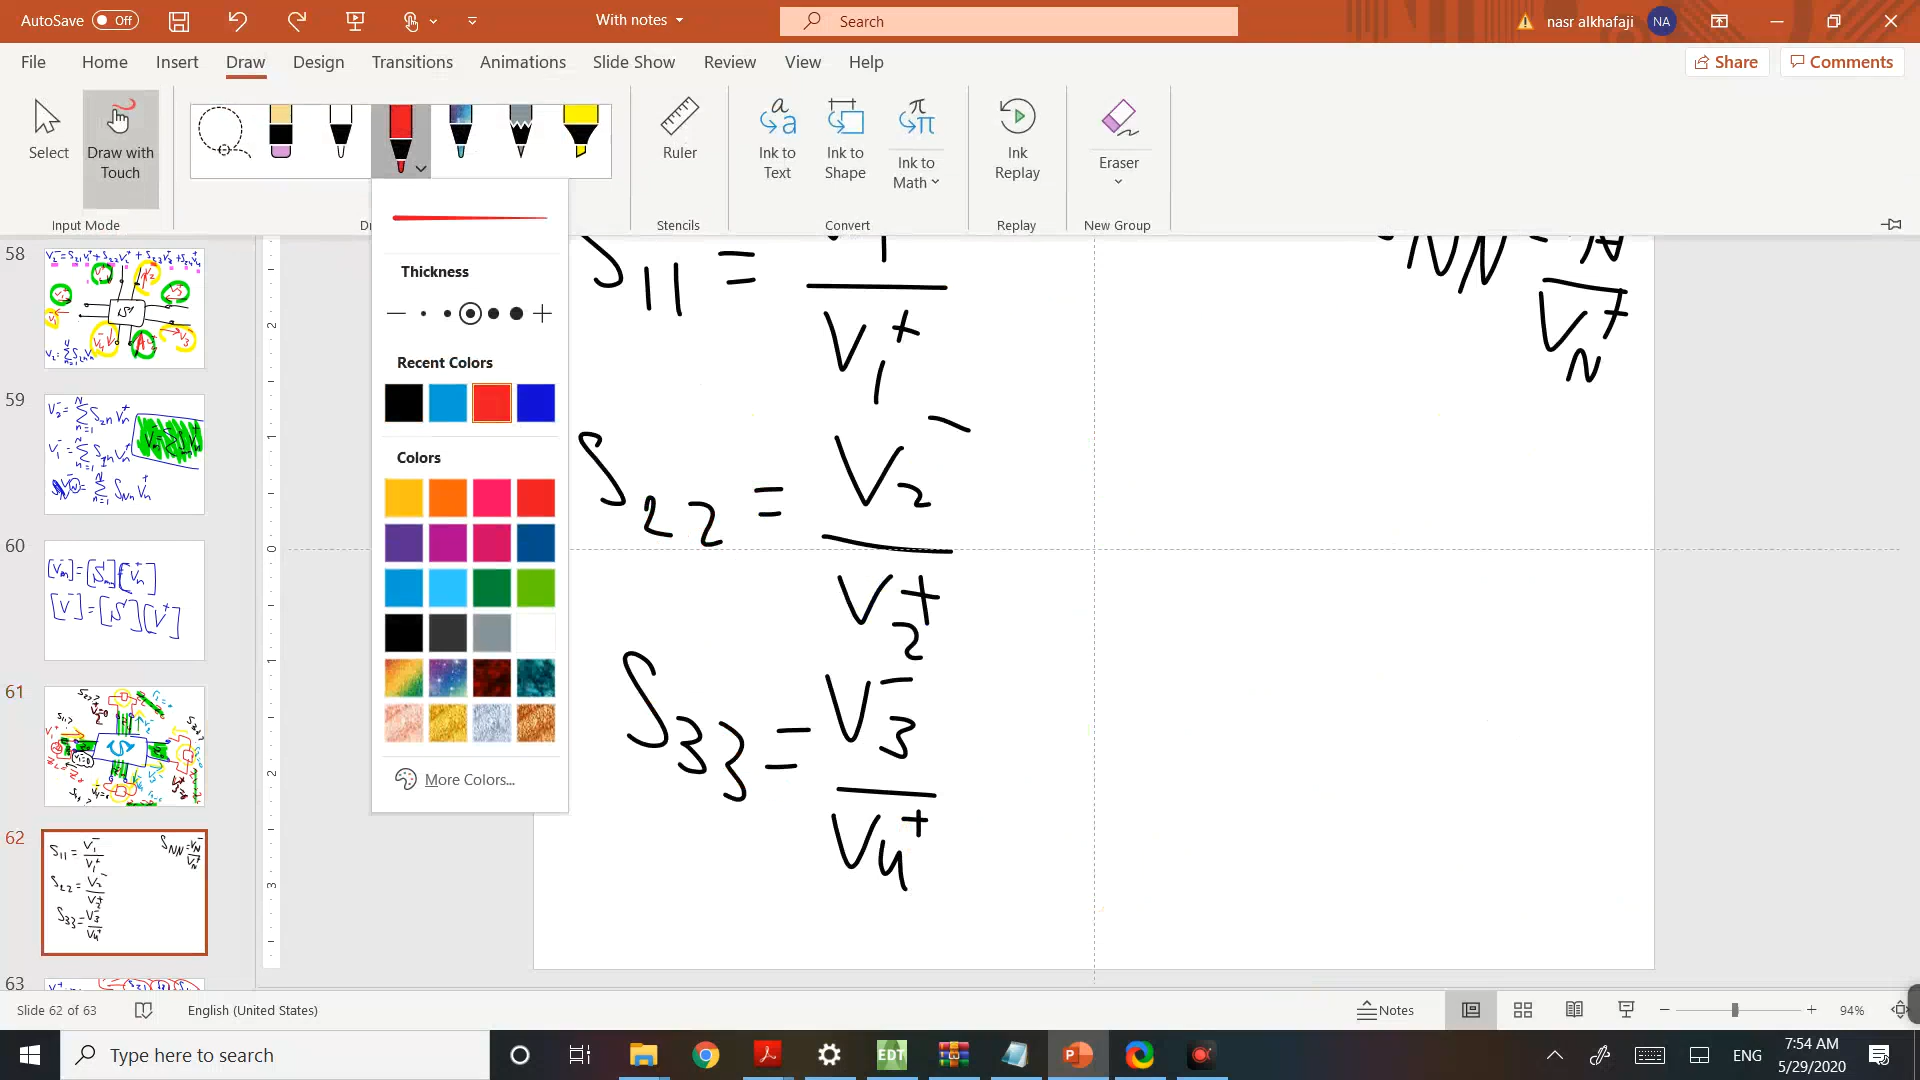 AutoSave Off
With notes
Search
nasr alkhafaji NA
File Home Insert Draw Design Transitions Animations Slide Show Review View Help
Share Comments
Select
Draw with Touch
Ruler
Ink to Text
Ink to Shape
Ink to Math
Ink Replay
Eraser
Input Mode
Stencils
Convert
Replay
New Group
Thickness
Recent Colors
Colors
More Colors...
58
59
60
61
62
63
S11 = V1- / V1+
S22 = V2- / V2+
S33 = V3- / V4+
SNN = VN- / VN+
Slide 62 of 63
English (United States)
Notes
94%
Type here to search
EDT
ENG
7:54 AM
5/29/2020